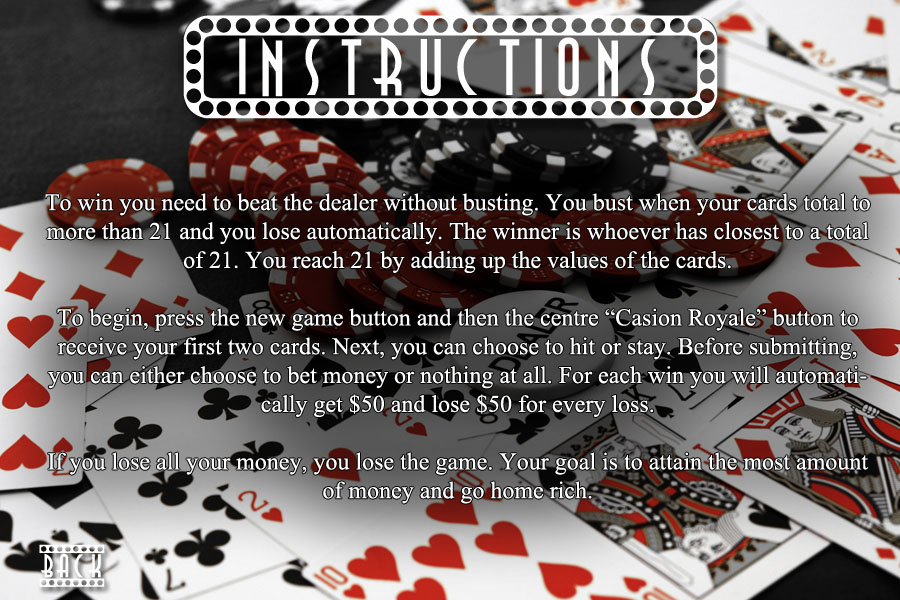 INSTRUCTIONS
To win you need to beat the dealer without busting. You bust when your cards total to
more than 21 and you lose automatically. The winner is whoever has closest to a total
of 21. You reach 21 by adding up the values of the cards.
To begin, press the new game button and then the centre “Casion Royale” button to
receive your first two cards. Next, you can choose to hit or stay. Before submitting,
you can either choose to bet money or nothing at all. For each win you will automati-
cally get $50 and lose $50 for every loss.
If you lose all your money, you lose the game. Your goal is to attain the most amount
of money and go home rich.
BACK